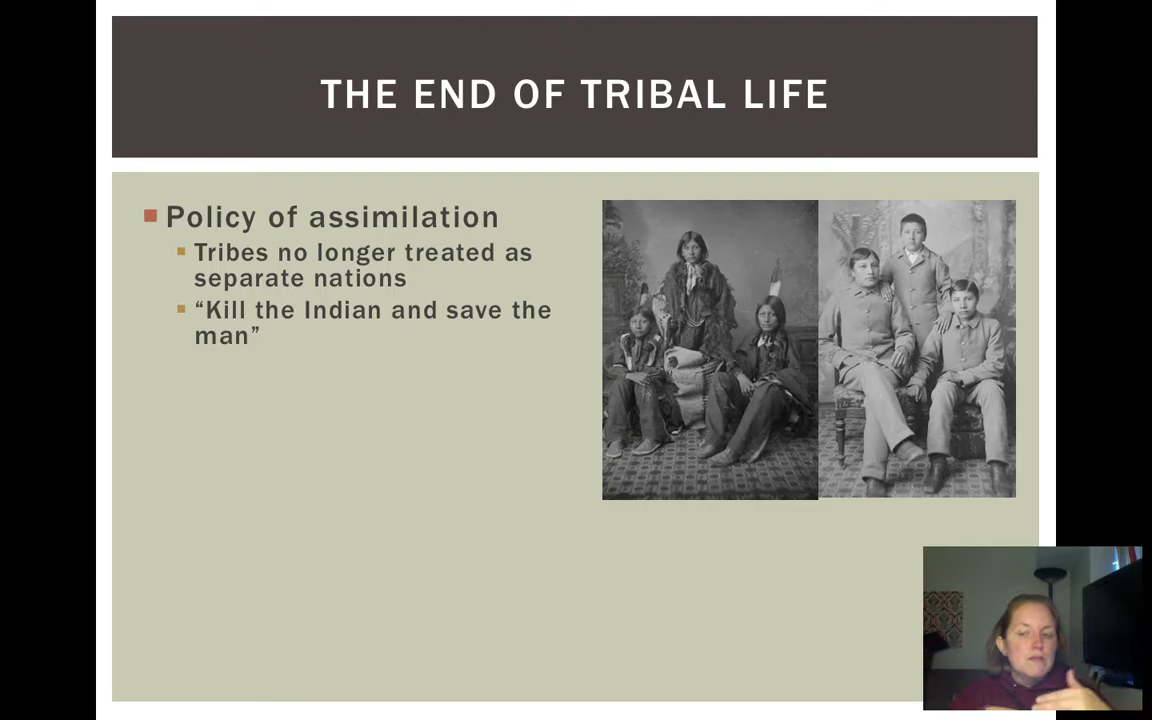 THE END OF TRIBAL LIFE
Policy of assimilation
Tribes no longer treated as
separate nations
“Kill the Indian and save the
man”